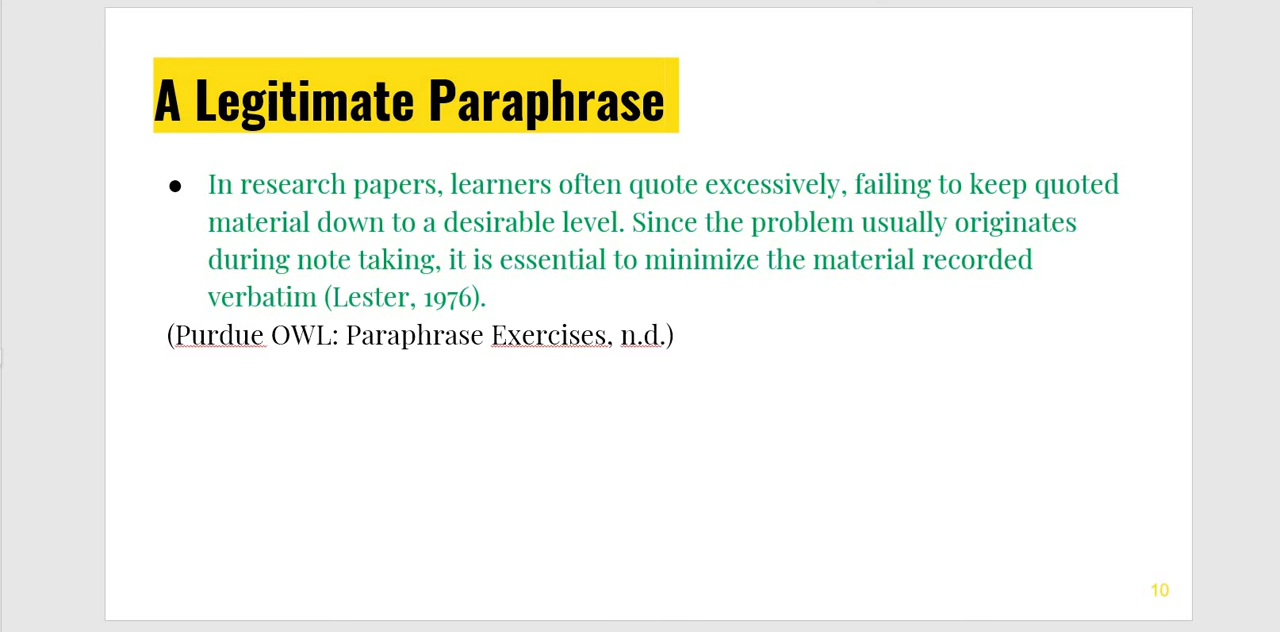 A Legitimate Paraphrase
● In research papers, learners often quote excessively, failing to keep quoted
material down to a desirable level. Since the problem usually originates
during note taking, it is essential to minimize the material recorded
verbatim (Lester, 1976).
(Purdue OWL: Paraphrase Exercises, n.d.)
10